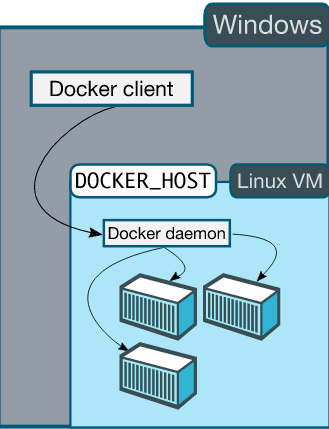 Windows
Docker client
DOCKER_HOST
Linux VM
Docker daemon